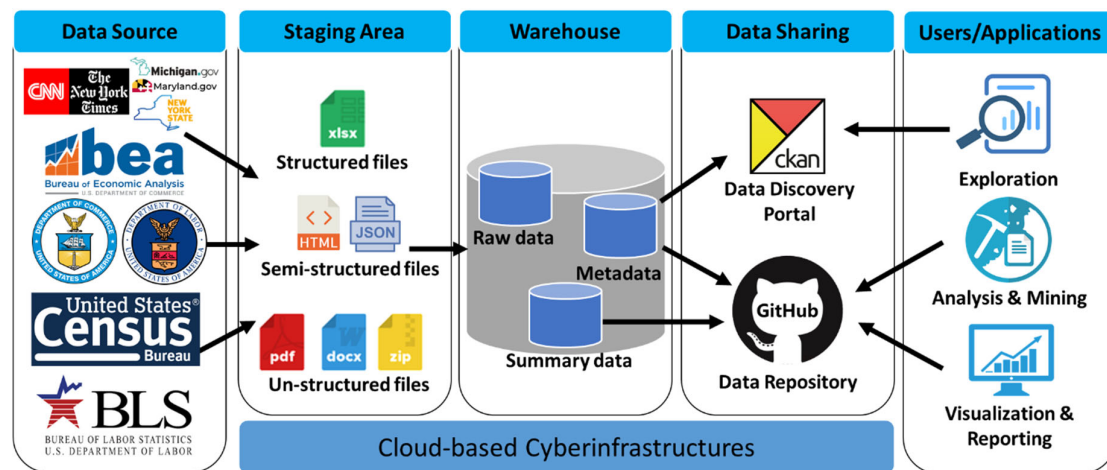 Data Source
CNN
The
New York
Times
Michigan.gov
Maryland.gov
NEW YORK
STATE
bea
Bureau of Economic Analysis
U.S. DEPARTMENT OF COMMERCE
DEPARTMENT OF COMMERCE
UNITED STATES OF AMERICA
DEPARTMENT OF LABOR
UNITED STATES OF AMERICA
United States®
Census
Bureau
BLS
BUREAU OF LABOR STATISTICS
U.S. DEPARTMENT OF LABOR
Staging Area
xlsx
Structured files
< >
HTML
JSON
Semi-structured files
pdf
docx
zip
Un-structured files
Warehouse
Raw data
Metadata
Summary data
Data Sharing
ckan
Data Discovery
Portal
GitHub
Data Repository
Users/Applications
Exploration
Analysis & Mining
Visualization &
Reporting
Cloud-based Cyberinfrastructures